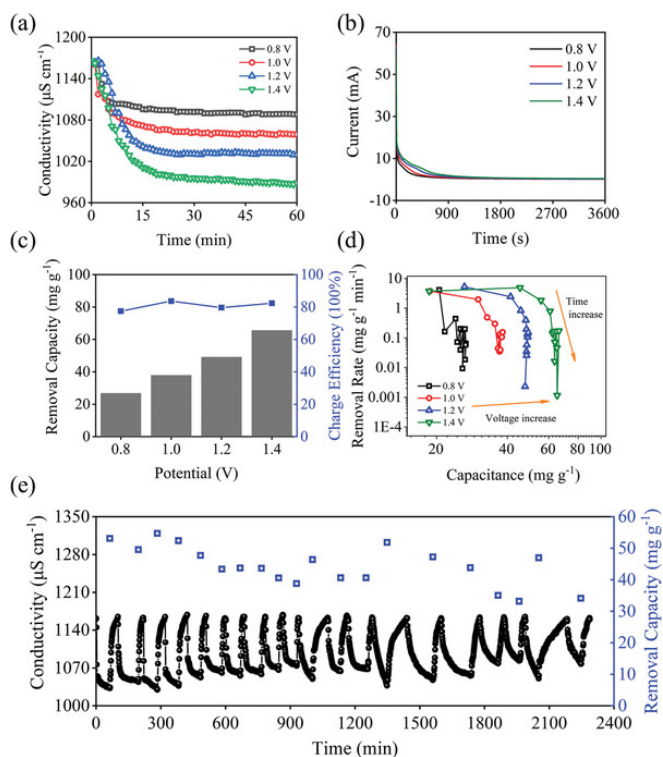 (a)
Conductivity (μS cm⁻¹)
1200
1140
1080
1020
960
0.8 V
1.0 V
1.2 V
1.4 V
0 15 30 45 60
Time (min)
(b)
Current (mA)
70
50
30
10
-10
0.8 V
1.0 V
1.2 V
1.4 V
0 900 1800 2700 3600
Time (s)
(c)
Removal Capacity (mg g⁻¹)
100
80
60
40
20
0
100
80
60
40
20
0
Charge Efficiency (100%)
0.8 1.0 1.2 1.4
Potential (V)
(d)
Removal Rate (mg g⁻¹ min⁻¹)
10
1
0.1
0.01
0.001
1E-4
Time
increase
0.8 V
1.0 V
1.2 V
1.4 V
Voltage increase
20 40 60 80 100
Capacitance (mg g⁻¹)
(e)
Conductivity (μS cm⁻¹)
1350
1280
1210
1140
1070
1000
60
50
40
30
20
10
0
Removal Capacity (mg g⁻¹)
0 300 600 900 1200 1500 1800 2100 2400
Time (min)